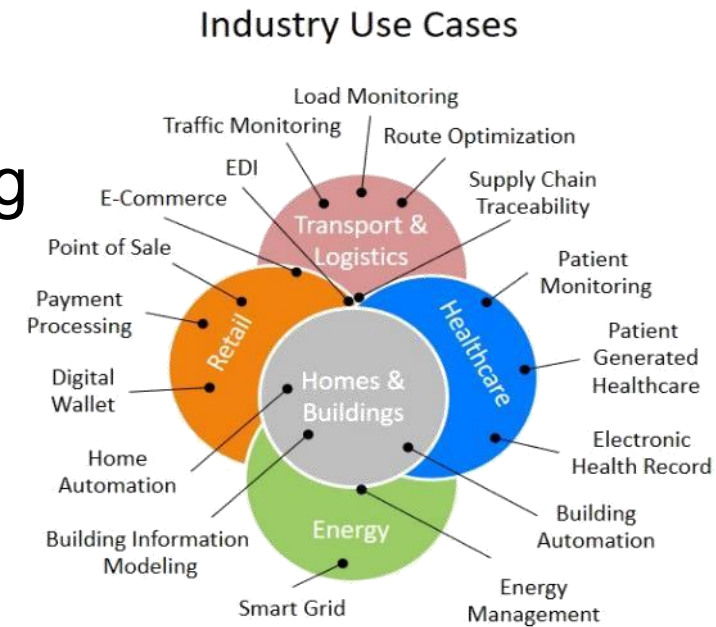 Industry Use Cases
Load Monitoring
Traffic Monitoring
Route Optimization
EDI
Supply Chain
Traceability
E-Commerce
g
Transport &
Logistics
Point of Sale
Patient
Monitoring
Payment
Processing
Retail
Healthcare
Patient
Generated
Healthcare
Digital
Wallet
Homes &
Buildings
Electronic
Health Record
Home
Automation
Building
Automation
Building Information
Modeling
Energy
Energy
Management
Smart Grid